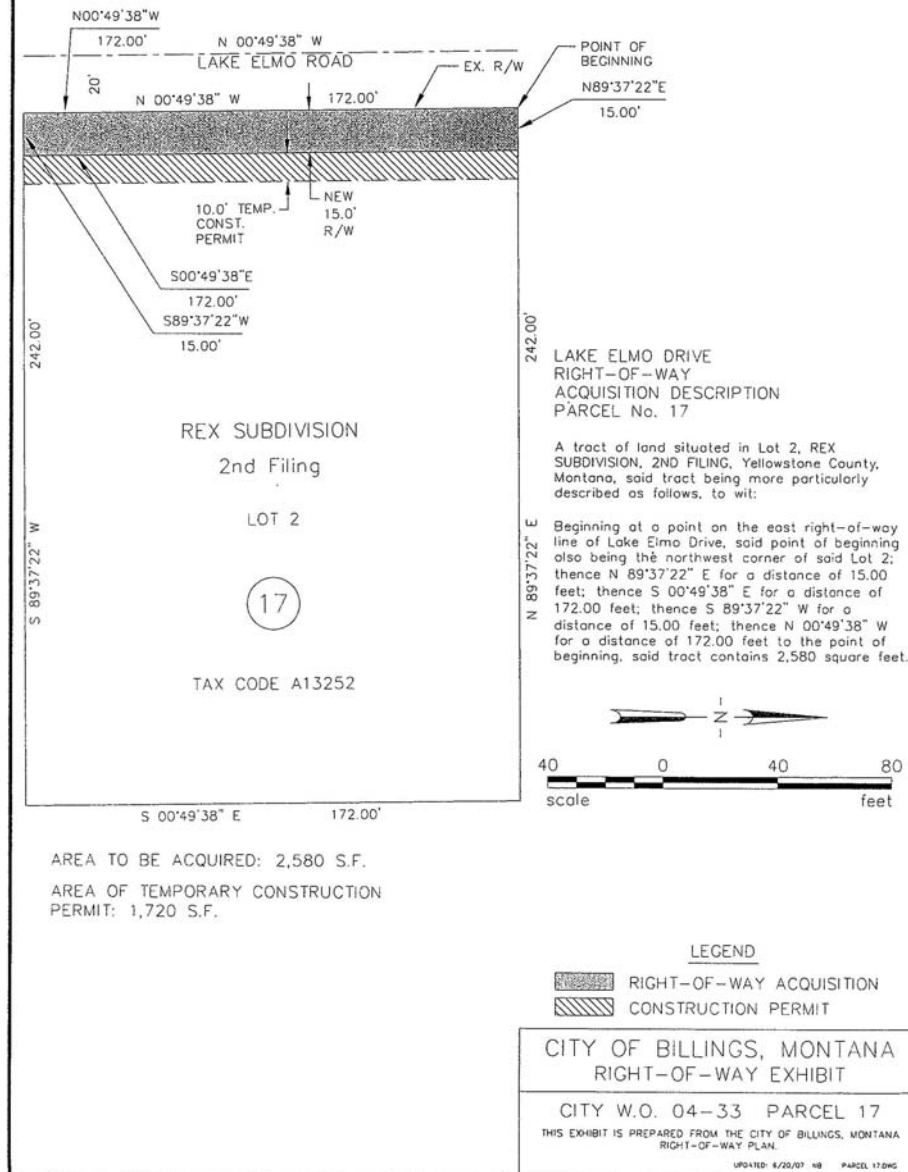 N00°49'38"W
172.00'
N 00°49'38" W
LAKE ELMO ROAD
EX. R/W
POINT OF
BEGINNING
20'
N 00°49'38" W
172.00'
N89°37'22"E
15.00'
10.0' TEMP.
CONST.
PERMIT
NEW
15.0'
R/W
S00°49'38"E
172.00'
S89°37'22"W
15.00'
242.00'
242.00'
S 89°37'22" W
N 89°37'22" E
REX SUBDIVISION
2nd Filing
LOT 2
17
TAX CODE A13252
S 00°49'38" E
172.00'
LAKE ELMO DRIVE
RIGHT-OF-WAY
ACQUISITION DESCRIPTION
PARCEL No. 17
A tract of land situated in Lot 2, REX
SUBDIVISION, 2ND FILING, Yellowstone County,
Montana, said tract being more particularly
described as follows, to wit:
Beginning at a point on the east right-of-way
line of Lake Elmo Drive, said point of beginning
also being the northwest corner of said Lot 2;
thence N 89°37'22" E for a distance of 15.00
feet; thence S 00°49'38" E for a distance of
172.00 feet; thence S 89°37'22" W for a
distance of 15.00 feet; thence N 00°49'38" W
for a distance of 172.00 feet to the point of
beginning, said tract contains 2,580 square feet.
N
40 0 40 80
scale feet
AREA TO BE ACQUIRED: 2,580 S.F.
AREA OF TEMPORARY CONSTRUCTION
PERMIT: 1,720 S.F.
LEGEND
RIGHT-OF-WAY ACQUISITION
CONSTRUCTION PERMIT
CITY OF BILLINGS, MONTANA
RIGHT-OF-WAY EXHIBIT
CITY W.O. 04-33 PARCEL 17
THIS EXHIBIT IS PREPARED FROM THE CITY OF BILLINGS, MONTANA
RIGHT-OF-WAY PLAN.
UPDATED: 6/20/07 NB PARCEL 17.DWG